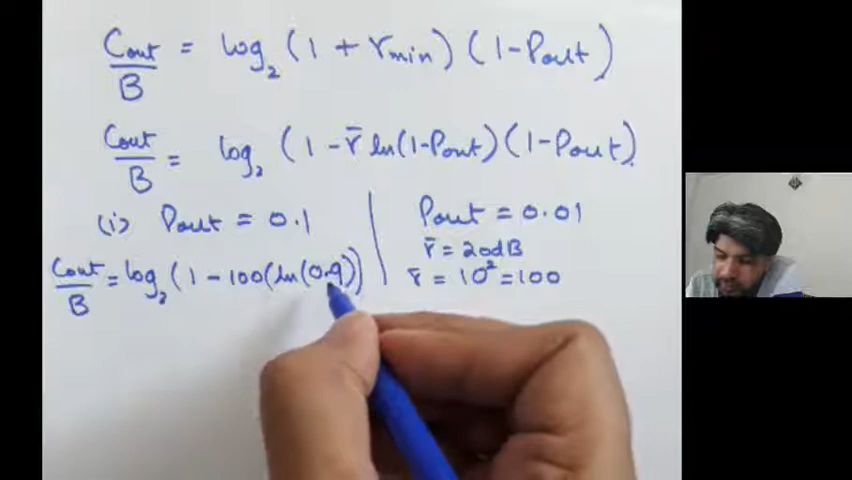 Cout/B = log₂ (1 + rmin) (1-Pout)
Cout/B = log₂ (1 - r̄ ln(1-Pout) (1-Pout).
(i) Pout = 0.1
Cout/B = log₂ (1 - 100(ln(0.9))
Pout = 0.01
r̄ = 20dB
r̄ = 10² = 100